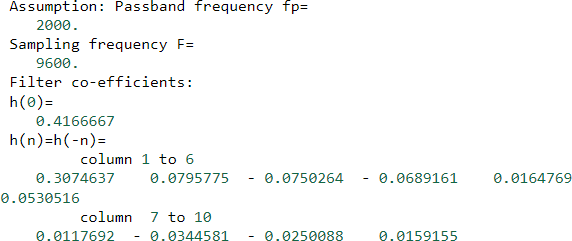 Assumption: Passband frequency fp=
2000.
Sampling frequency F=
9600.
Filter co-efficients:
h(0)=
0.4166667
h(n)=h(-n)=
column 1 to 6
0.3074637 0.0795775 - 0.0750264 - 0.0689161 0.0164769
0.0530516
column 7 to 10
0.0117692 - 0.0344581 - 0.0250088 0.0159155